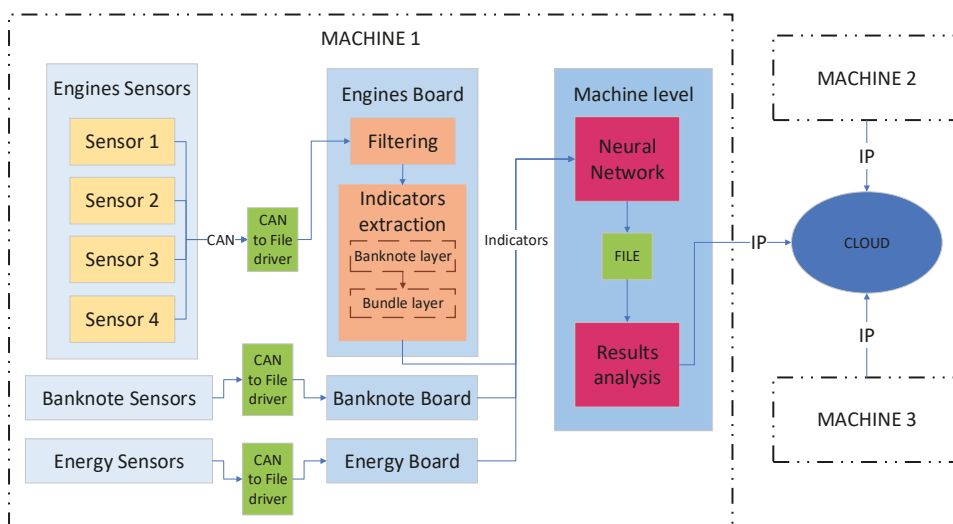 MACHINE 1
Engines Sensors
Sensor 1
Sensor 2
Sensor 3
Sensor 4
CAN
CAN
to File
driver
Engines Board
Filtering
Indicators
extraction
Banknote layer
Bundle layer
Indicators
Machine level
Neural
Network
FILE
Results
analysis
Banknote Sensors
CAN
to File
driver
Banknote Board
Energy Sensors
CAN
to File
driver
Energy Board
IP
MACHINE 2
IP
CLOUD
IP
MACHINE 3